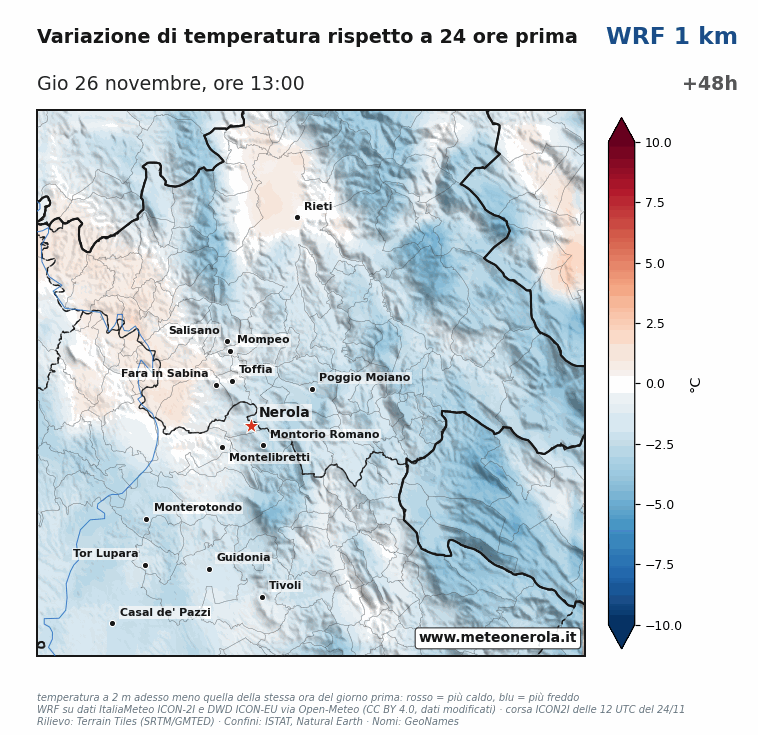 Variazione di temperatura rispetto a 24 ore prima WRF 1 km
Gio 26 novembre, ore 13:00 +48h
Rieti
Salisano
Mompeo
Fara in Sabina
Toffia
Poggio Moiano
Nerola
Montorio Romano
Montelibretti
Monterotondo
Tor Lupara
Guidonia
Tivoli
Casal de' Pazzi
www.meteonerola.it
10.0
7.5
5.0
2.5
0.0
−2.5
−5.0
−7.5
−10.0
°C
temperatura a 2 m adesso meno quella della stessa ora del giorno prima: rosso = più caldo, blu = più freddo
WRF su dati ItaliaMeteo ICON-2I e DWD ICON-EU via Open-Meteo (CC BY 4.0, dati modificati) · corsa ICON2I delle 12 UTC del 24/11
Rilievo: Terrain Tiles (SRTM/GMTED) · Confini: ISTAT, Natural Earth · Nomi: GeoNames